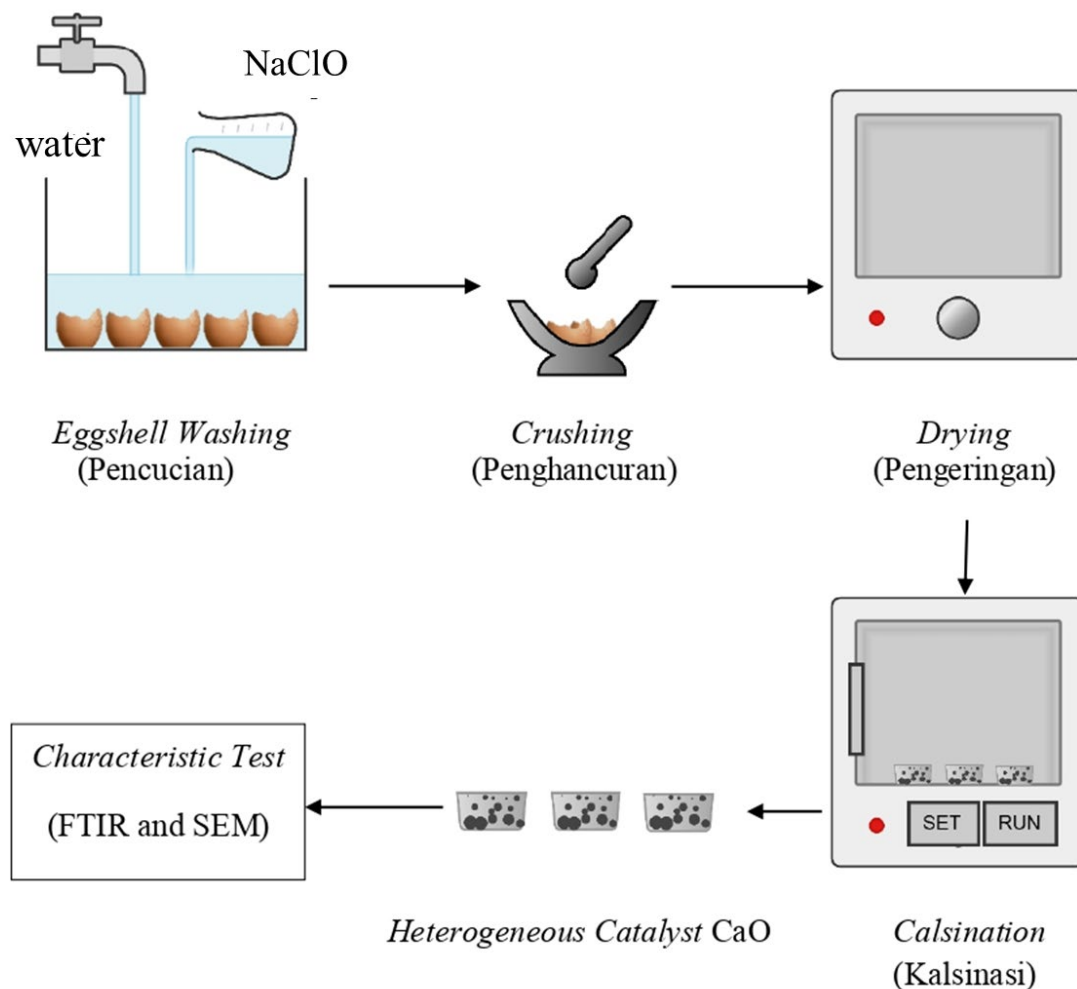 NaClO
water
Eggshell Washing
(Pencucian)
Crushing
(Penghancuran)
Drying
(Pengeringan)
SET
RUN
Calsination
(Kalsinasi)
Heterogeneous Catalyst CaO
Characteristic Test
(FTIR and SEM)